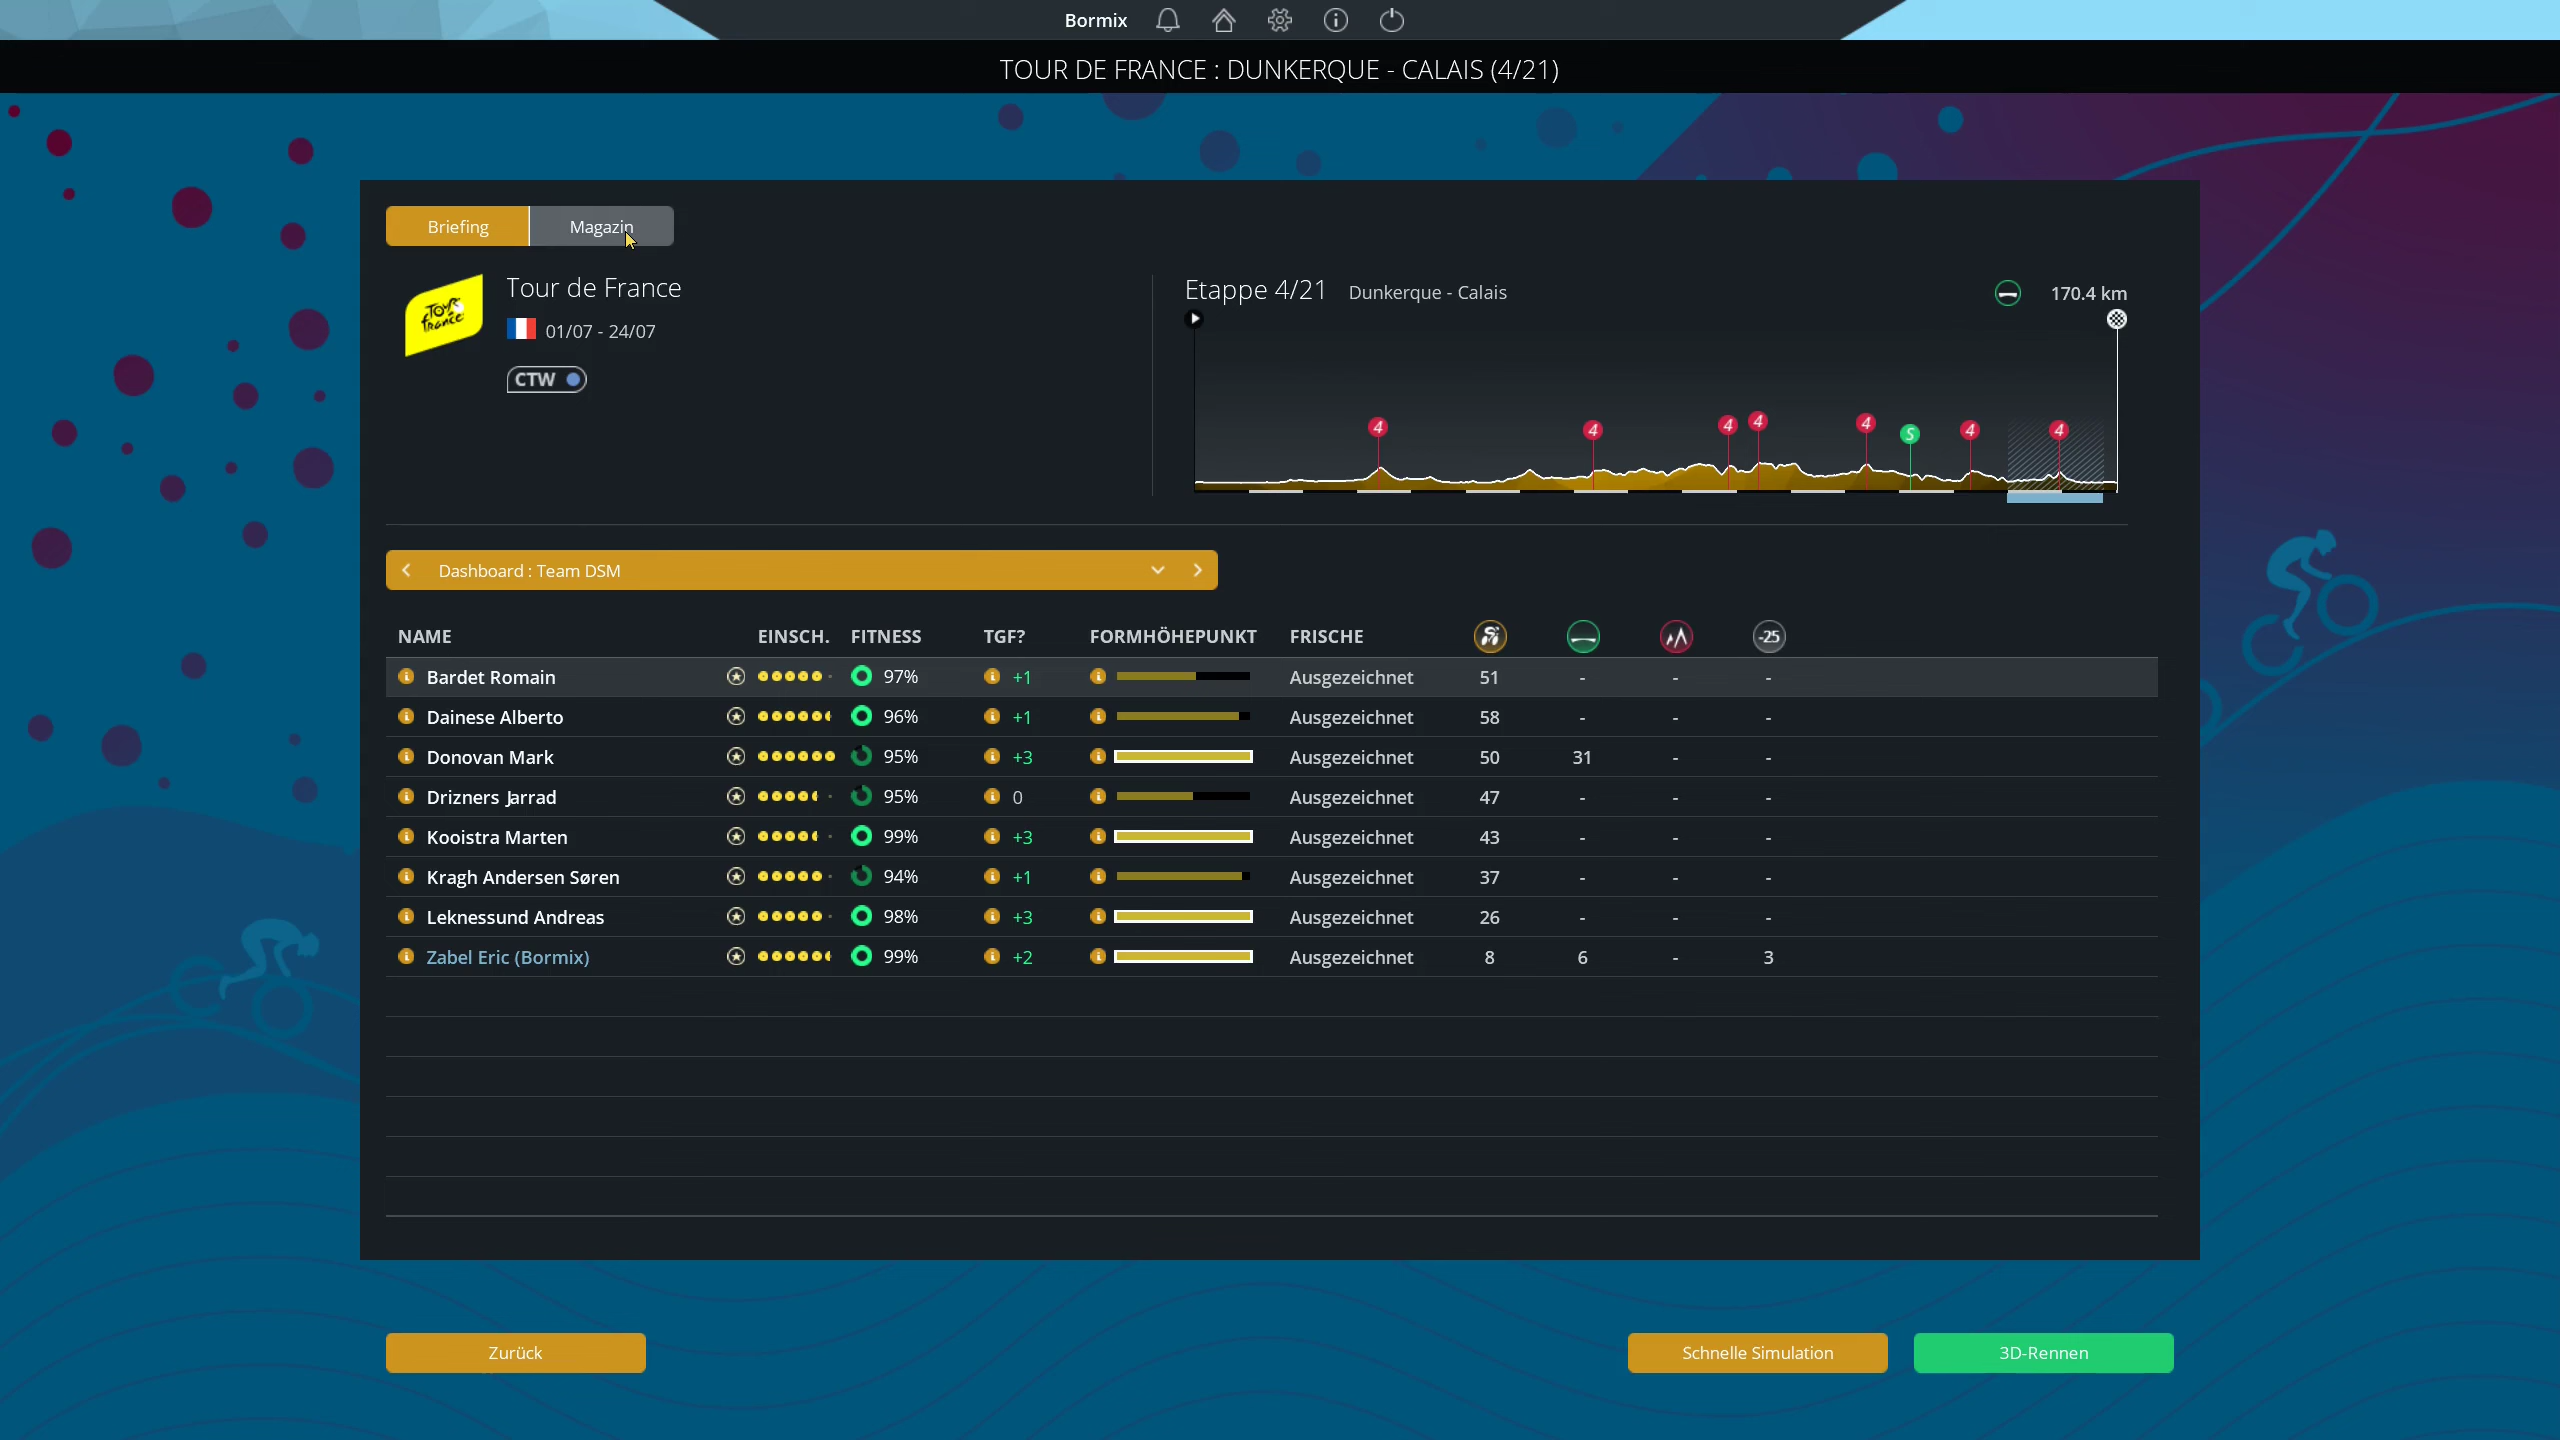 Bormix
TOUR DE FRANCE : DUNKERQUE - CALAIS (4/21)
Briefing
Magazin
TOUR de france
Tour de France
01/07 - 24/07
CTW
Etappe 4/21 Dunkerque - Calais 170.4 km
4 4 4 4 4 S 4 4
Dashboard : Team DSM
NAME EINSCH. FITNESS TGF? FORMHÖHEPUNKT FRISCHE -25
Bardet Romain 97% +1 Ausgezeichnet 51 - - -
Dainese Alberto 96% +1 Ausgezeichnet 58 - - -
Donovan Mark 95% +3 Ausgezeichnet 50 31 - -
Drizners Jarrad 95% 0 Ausgezeichnet 47 - - -
Kooistra Marten 99% +3 Ausgezeichnet 43 - - -
Kragh Andersen Søren 94% +1 Ausgezeichnet 37 - - -
Leknessund Andreas 98% +3 Ausgezeichnet 26 - - -
Zabel Eric (Bormix) 99% +2 Ausgezeichnet 8 6 - 3
Zurück
Schnelle Simulation
3D-Rennen